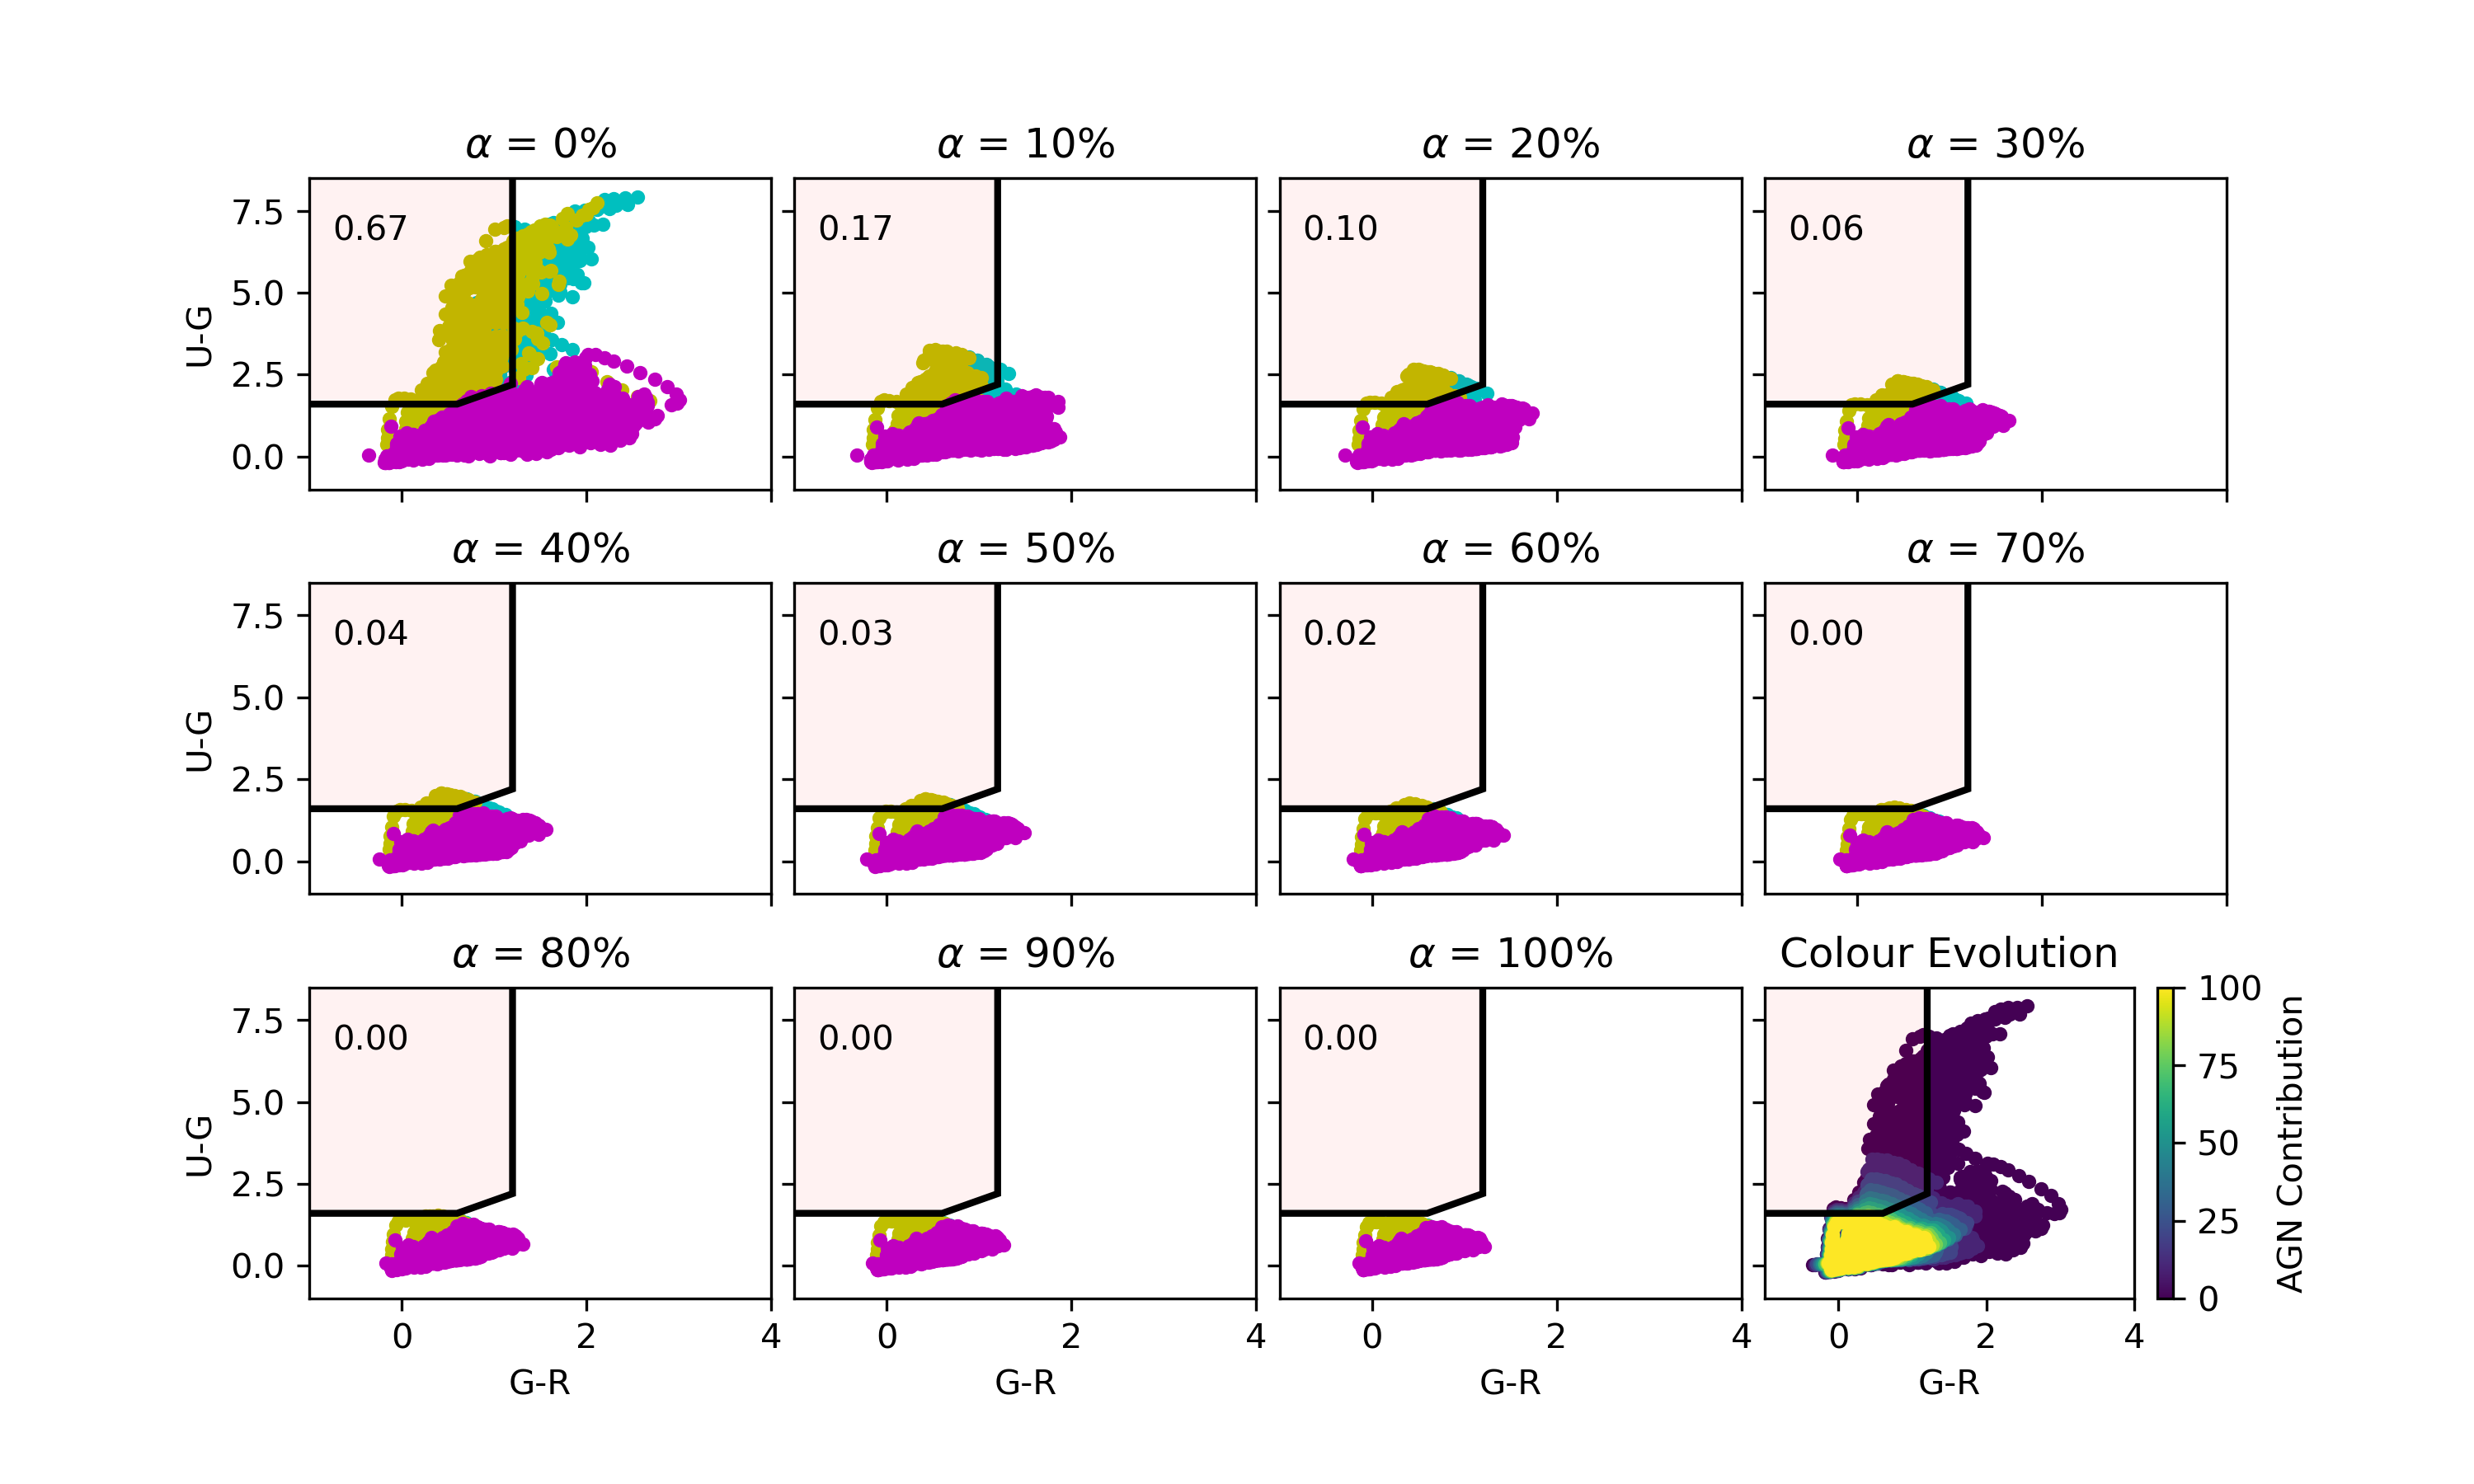 α = 0%
α = 10%
α = 20%
α = 30%
7.5
5.0
2.5
0.0
U-G
0.67
0.17
0.10
0.06
α = 40%
α = 50%
α = 60%
α = 70%
7.5
5.0
2.5
0.0
U-G
0.04
0.03
0.02
0.00
α = 80%
α = 90%
α = 100%
Colour Evolution
7.5
5.0
2.5
0.0
U-G
0.00
0.00
0.00
100
75
50
25
0
AGN Contribution
0 2 4
0 2 4
0 2 4
0 2 4
G-R
G-R
G-R
G-R